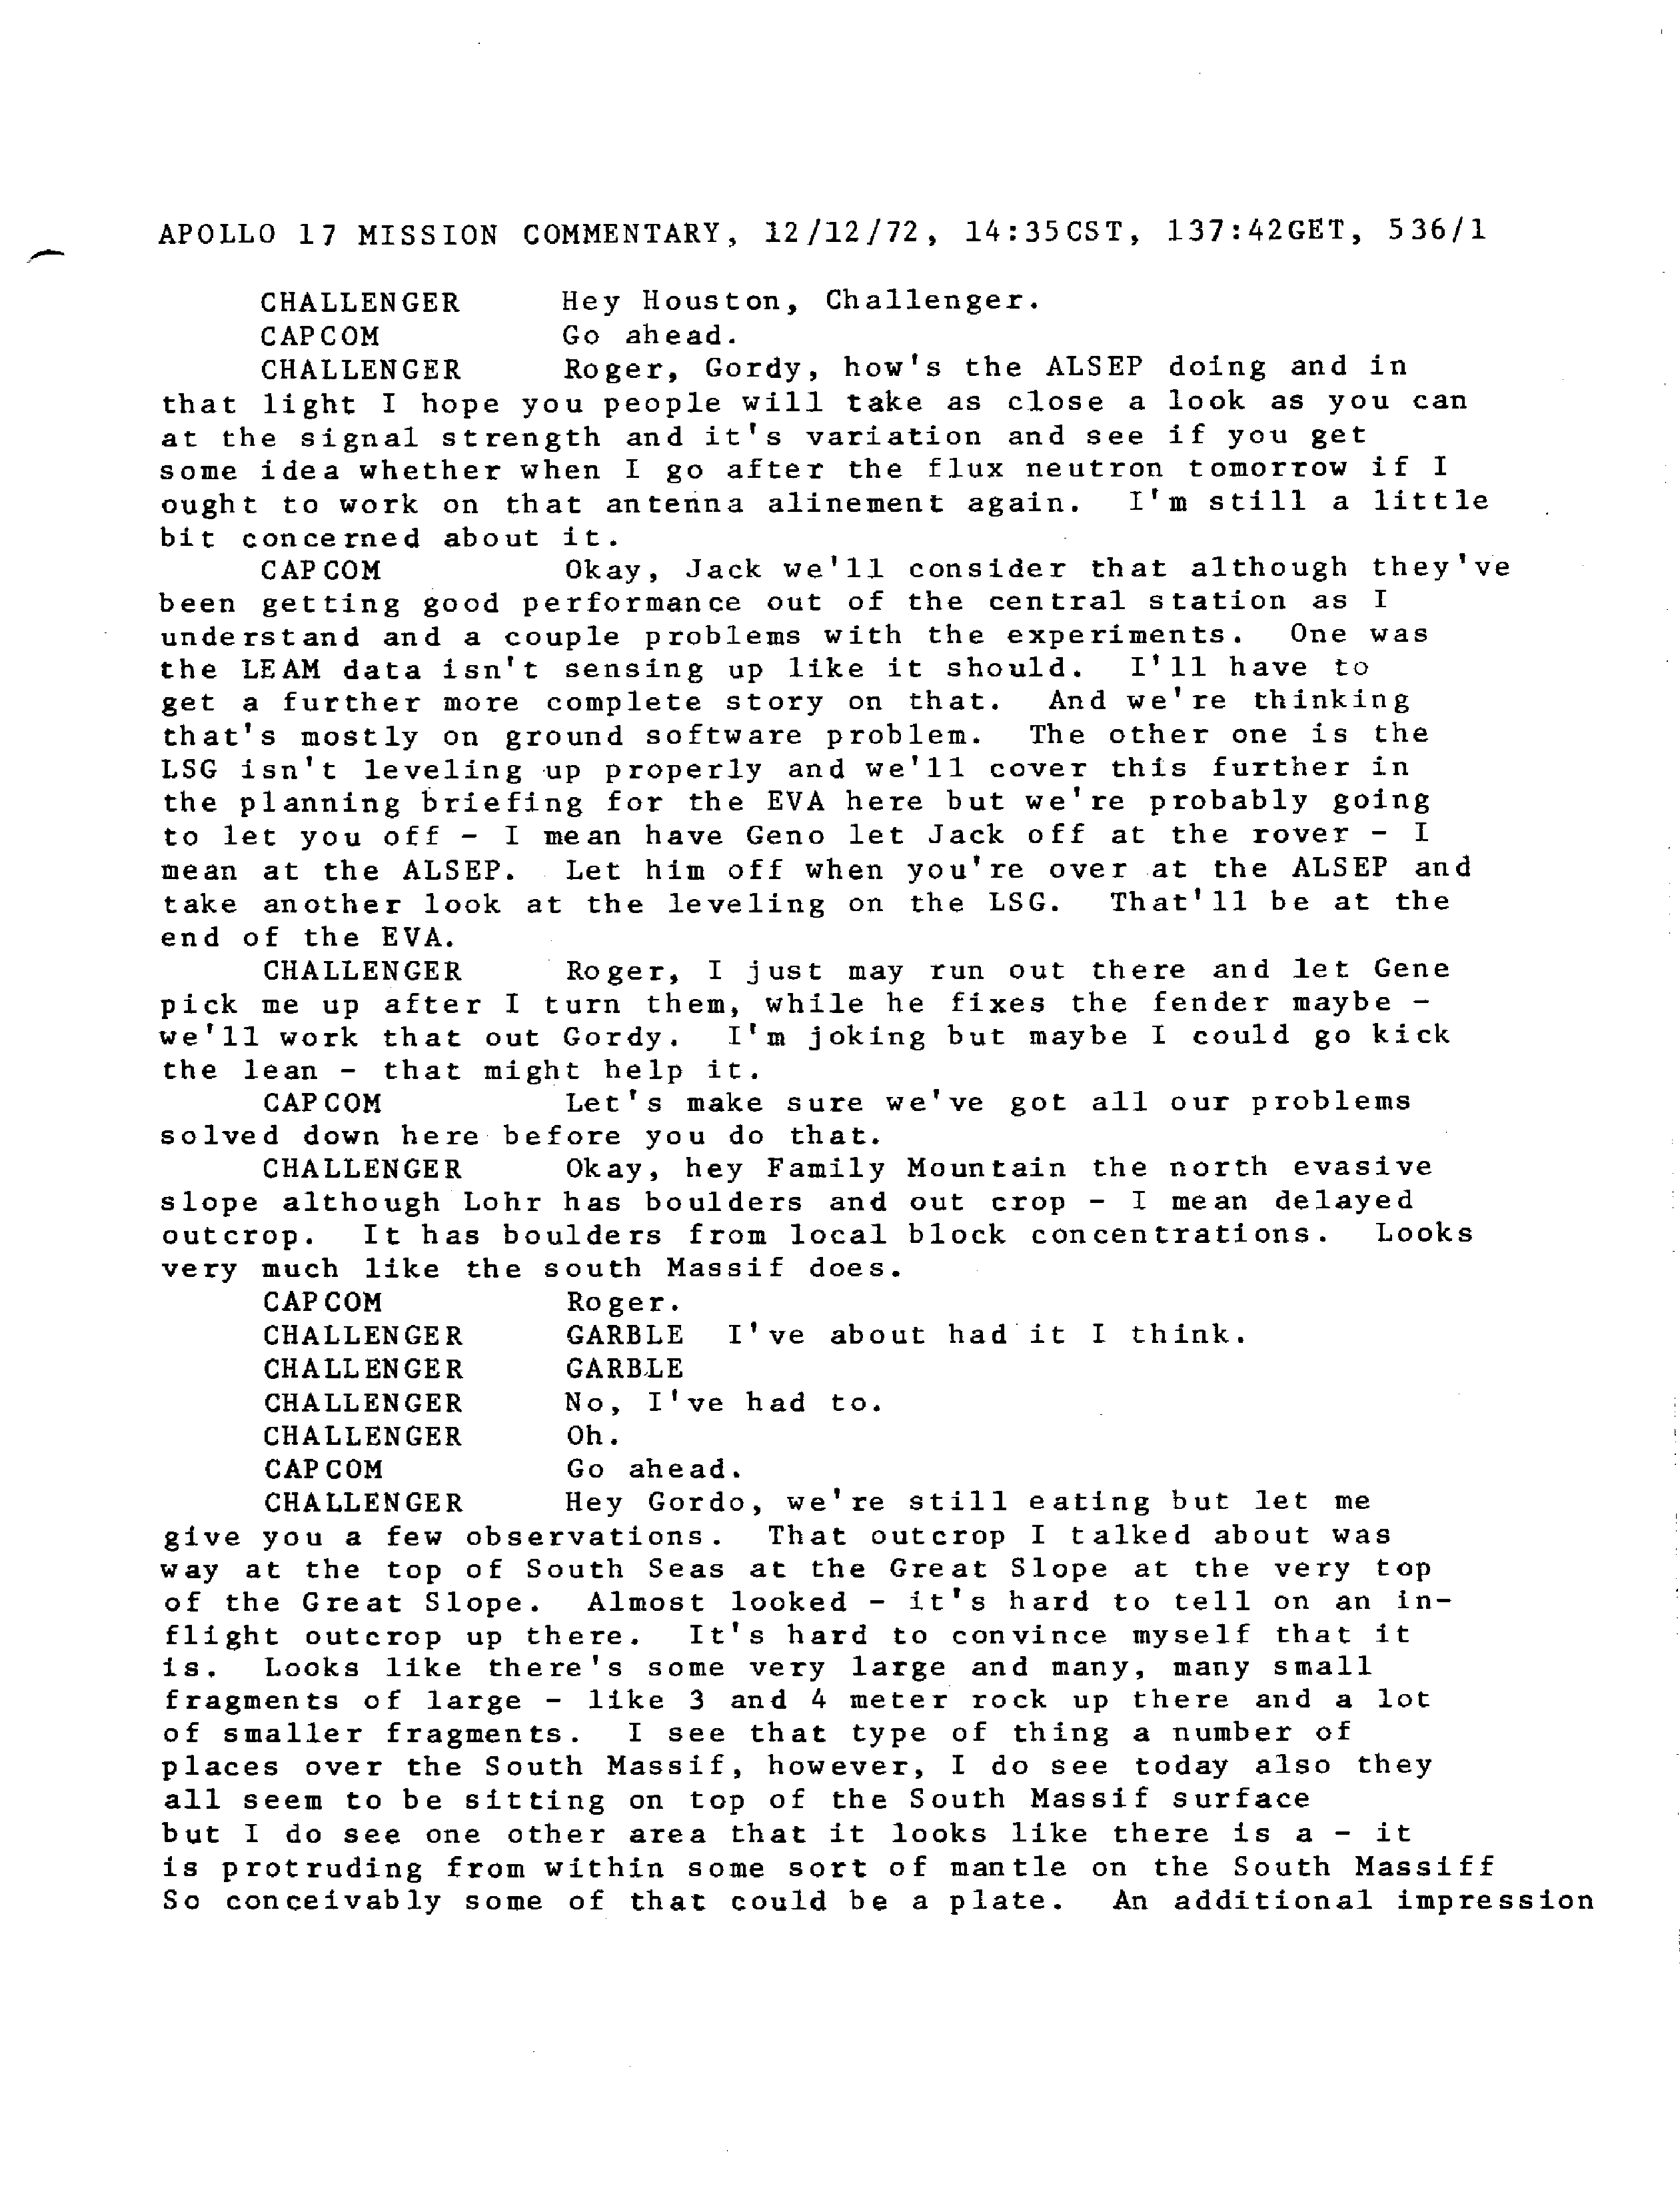 APOLLO 17 MISSION COMMENTARY, 12/12/72, 14:35CST, 137:42GET, 536/1
CHALLENGER Hey Houston, Challenger.
CAPCOM Go ahead.
CHALLENGER Roger, Gordy, how's the ALSEP doing and in
that light I hope you people will take as close a look as you can
at the signal strength and it's variation and see if you get
some idea whether when I go after the flux neutron tomorrow if I
ought to work on that antenna alinement again. I'm still a little
bit concerned about it.
CAPCOM Okay, Jack we'll consider that although they've
been getting good performance out of the central station as I
understand and a couple problems with the experiments. One was
the LEAM data isn't sensing up like it should. I'll have to
get a further more complete story on that. And we're thinking
that's mostly on ground software problem. The other one is the
LSG isn't leveling up properly and we'll cover this further in
the planning briefing for the EVA here but we're probably going
to let you off - I mean have Geno let Jack off at the rover - I
mean at the ALSEP. Let him off when you're over at the ALSEP and
take another look at the leveling on the LSG. That'll be at the
end of the EVA.
CHALLENGER Roger, I just may run out there and let Gene
pick me up after I turn them, while he fixes the fender maybe -
we'll work that out Gordy. I'm joking but maybe I could go kick
the lean - that might help it.
CAPCOM Let's make sure we've got all our problems
solved down here before you do that.
CHALLENGER Okay, hey Family Mountain the north evasive
slope although Lohr has boulders and out crop - I mean delayed
outcrop. It has boulders from local block concentrations. Looks
very much like the south Massif does.
CAPCOM Roger.
CHALLENGER GARBLE I've about had it I think.
CHALLENGER GARBLE
CHALLENGER No, I've had to.
CHALLENGER Oh.
CAPCOM Go ahead.
CHALLENGER Hey Gordo, we're still eating but let me
give you a few observations. That outcrop I talked about was
way at the top of South Seas at the Great Slope at the very top
of the Great Slope. Almost looked - it's hard to tell on an in-
flight outcrop up there. It's hard to convince myself that it
is. Looks like there's some very large and many, many small
fragments of large - like 3 and 4 meter rock up there and a lot
of smaller fragments. I see that type of thing a number of
places over the South Massif, however, I do see today also they
all seem to be sitting on top of the South Massif surface
but I do see one other area that it looks like there is a - it
is protruding from within some sort of mantle on the South Massiff
So conceivably some of that could be a plate. An additional impression